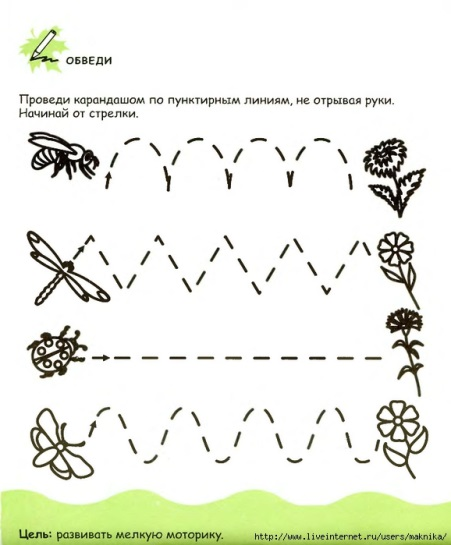 ОБВЕДИ
Проведи карандашом по пунктирным линиям, не отрывая руки.
Начинай от стрелки.
Цель: развивать мелкую моторику.
http://www.liveinternet.ru/users/maknika/